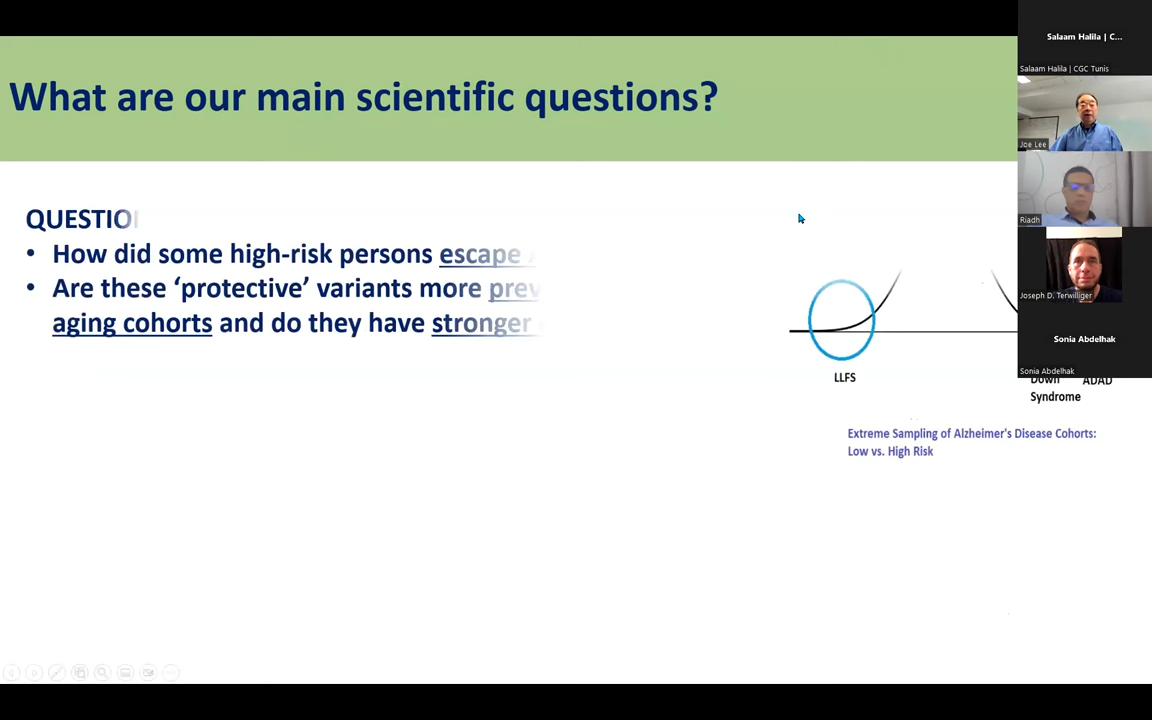 What are our main scientific questions?
QUESTIO
• How did some high-risk persons escape
• Are these ‘protective’ variants more prev
aging cohorts and do they have stronger
LLFS
Down ADAD
Syndrome
Extreme Sampling of Alzheimer's Disease Cohorts:
Low vs. High Risk
Salaam Halila | C...
Salaam Halila | CGC Tunis
Joe Lee
Riadh
Joseph D. Terwilliger
Sonia Abdelhak
Sonia Abdelhak